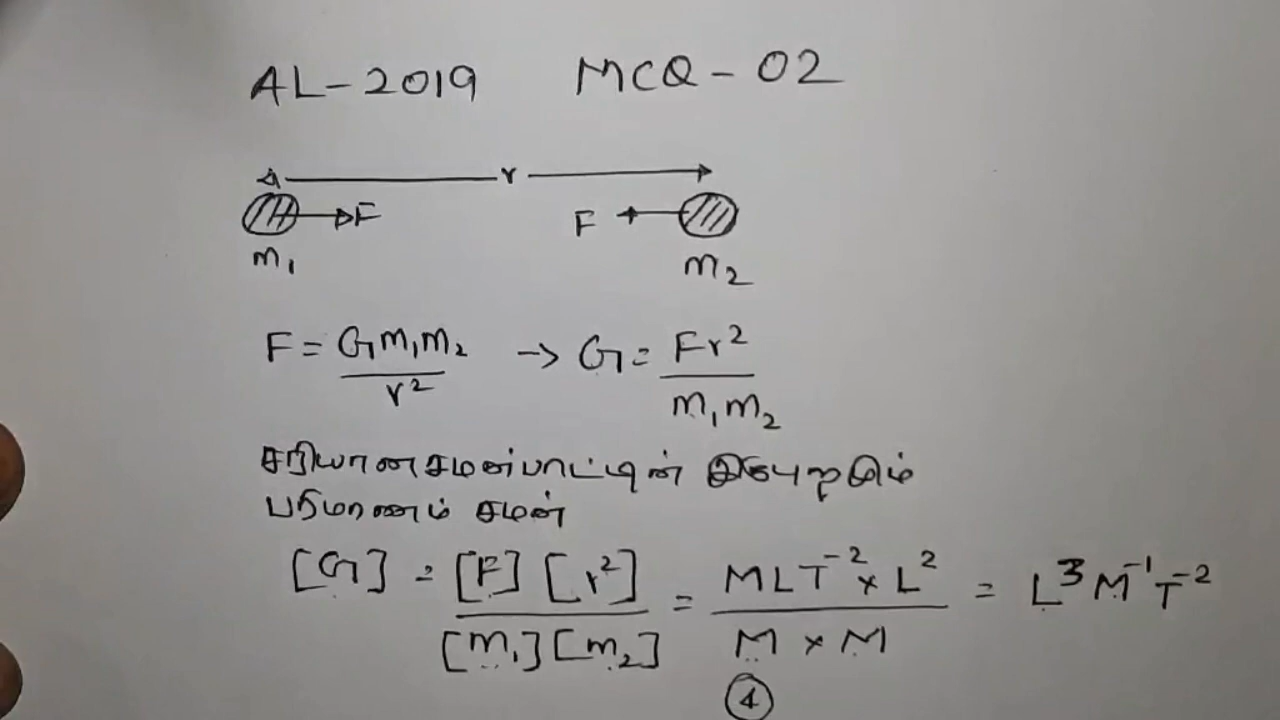 AL-2019 MCQ-02
r
F F
m₁ m₂
F = Gm₁m₂/r² → G = Fr²/m₁m₂
சரியான சமன்பாட்டின் இருபுறமும்
பரிமாணம் சமன்
[G] = [F][r²]/[m₁][m₂] = MLT⁻² × L²/M × M = L³M⁻¹T⁻²
④